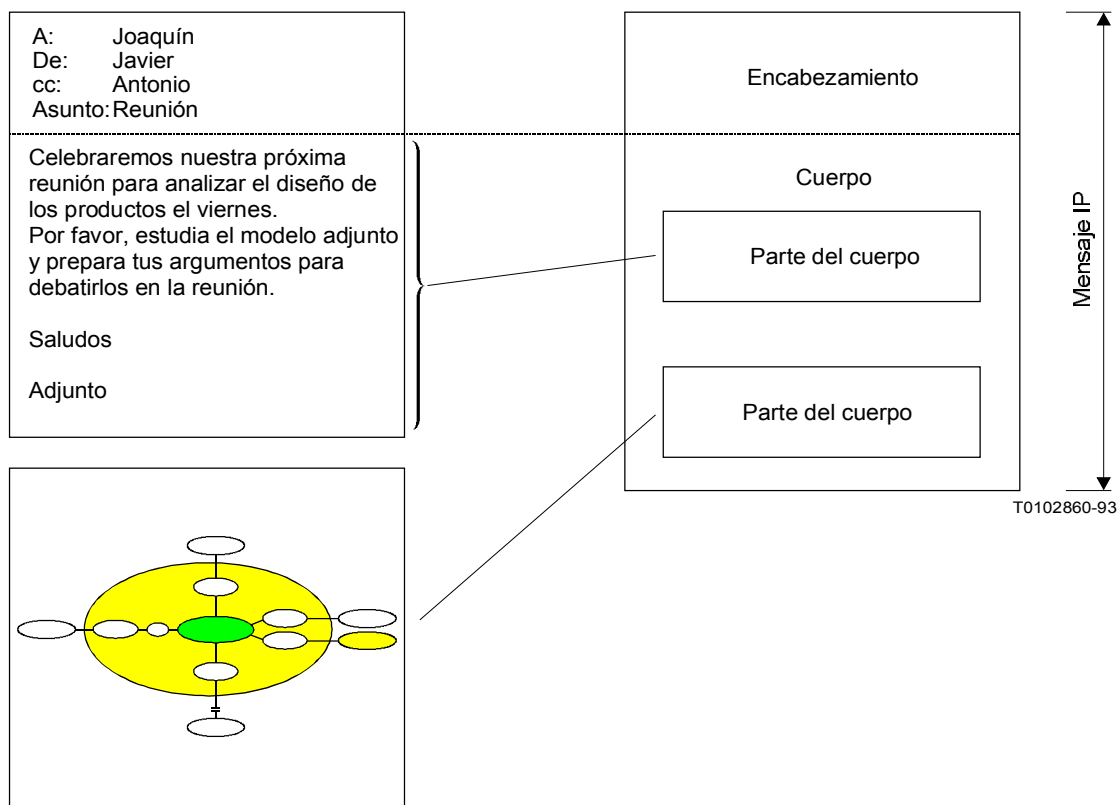 A: Joaquín
De: Javier
cc: Antonio
Asunto: Reunión
Celebraremos nuestra próxima
reunión para analizar el diseño de
los productos el viernes.
Por favor, estudia el modelo adjunto
y prepara tus argumentos para
debatirlos en la reunión.
Saludos
Adjunto
Encabezamiento
Cuerpo
Parte del cuerpo
Parte del cuerpo
Mensaje IP
T0102860-93